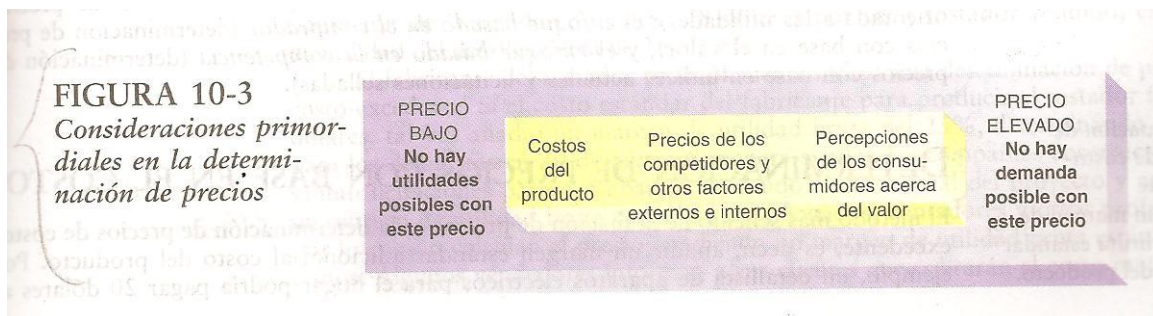 FIGURA 10-3
Consideraciones primor-
diales en la determi-
nación de precios
PRECIO
BAJO
No hay
utilidades
posibles con
este precio
Costos
del
producto
Precios de los
competidores y
otros factores
externos e internos
Percepciones
de los consu-
midores acerca
del valor
PRECIO
ELEVADO
No hay
demanda
posible con
este precio